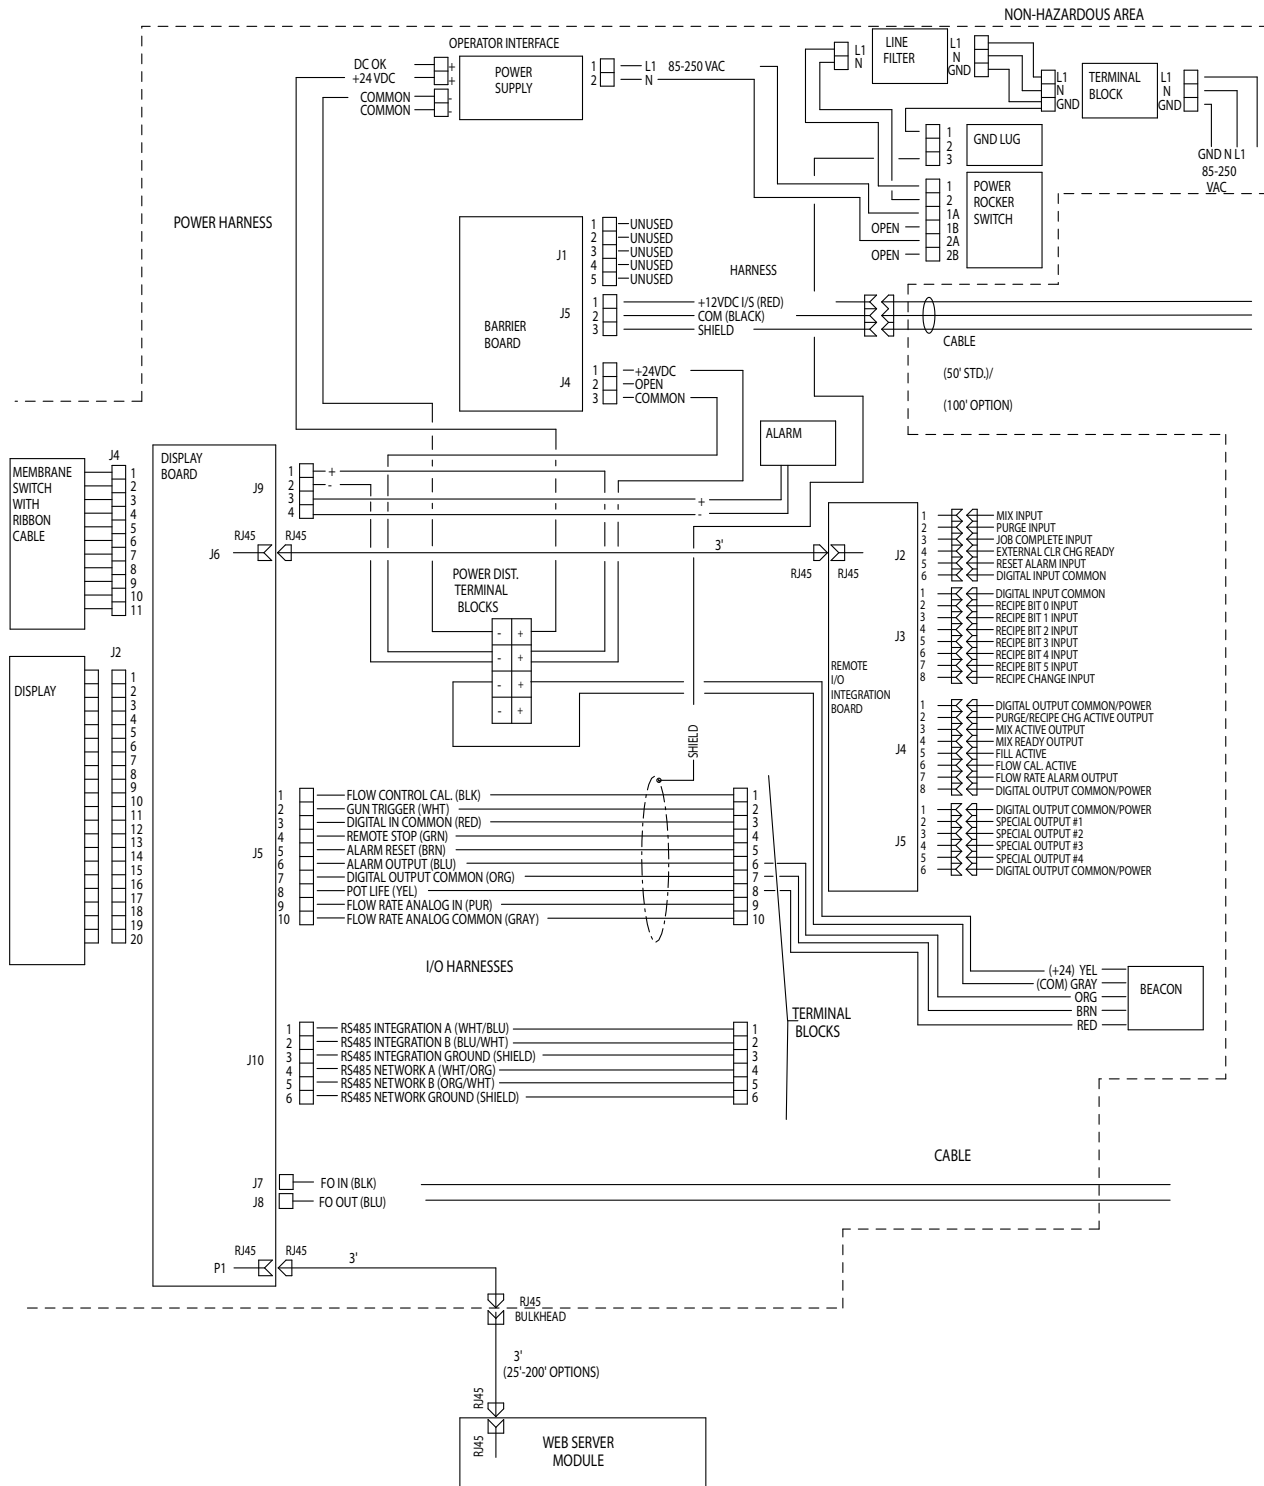 NON-HAZARDOUS AREA
OPERATOR INTERFACE
DC OK
+24 VDC
COMMON
COMMON
+
+
-
-
POWER
SUPPLY
1
2
L1 85-250 VAC
N
L1
N
LINE
FILTER
L1
N
GND
L1
N
GND
TERMINAL
BLOCK
L1
N
GND
GND N L1
85-250
VAC
1
2
3
GND LUG
1
2
1A
1B
2A
2B
OPEN
OPEN
POWER
ROCKER
SWITCH
POWER HARNESS
BARRIER
BOARD
J1
1
2
3
4
5
UNUSED
UNUSED
UNUSED
UNUSED
UNUSED
HARNESS
J5
1
2
3
+12VDC I/S (RED)
COM (BLACK)
SHIELD
CABLE
(50' STD.)/
(100' OPTION)
J4
1
2
3
+24VDC
OPEN
COMMON
ALARM
+
-
MEMBRANE
SWITCH
WITH
RIBBON
CABLE
J4
1
2
3
4
5
6
7
8
9
10
11
DISPLAY
BOARD
J9
1
2
3
4
+
-
J6
RJ45
RJ45
3'
RJ45
RJ45
POWER DIST.
TERMINAL
BLOCKS
- +
- +
- +
- +
REMOTE
I/O
INTEGRATION
BOARD
J2
1 MIX INPUT
2 PURGE INPUT
3 JOB COMPLETE INPUT
4 EXTERNAL CLR CHG READY
5 RESET ALARM INPUT
6 DIGITAL INPUT COMMON
J3
1 DIGITAL INPUT COMMON
2 RECIPE BIT 0 INPUT
3 RECIPE BIT 1 INPUT
4 RECIPE BIT 2 INPUT
5 RECIPE BIT 3 INPUT
6 RECIPE BIT 4 INPUT
7 RECIPE BIT 5 INPUT
8 RECIPE CHANGE INPUT
J4
1 DIGITAL OUTPUT COMMON/POWER
2 PURGE/RECIPE CHG ACTIVE OUTPUT
3 MIX ACTIVE OUTPUT
4 MIX READY OUTPUT
5 FILL ACTIVE
6 FLOW CAL. ACTIVE
7 FLOW RATE ALARM OUTPUT
8 DIGITAL OUTPUT COMMON/POWER
J5
1 DIGITAL OUTPUT COMMON/POWER
2 SPECIAL OUTPUT #1
3 SPECIAL OUTPUT #2
4 SPECIAL OUTPUT #3
5 SPECIAL OUTPUT #4
6 DIGITAL OUTPUT COMMON/POWER
DISPLAY
J2
1
2
3
4
5
6
7
8
9
10
11
12
13
14
15
16
17
18
19
20
SHIELD
J5
1 FLOW CONTROL CAL. (BLK) 1
2 GUN TRIGGER (WHT) 2
3 DIGITAL IN COMMON (RED) 3
4 REMOTE STOP (GRN) 4
5 ALARM RESET (BRN) 5
6 ALARM OUTPUT (BLU) 6 6
7 DIGITAL OUTPUT COMMON (ORG) 7 7
8 POT LIFE (YEL) 8 8
9 FLOW RATE ANALOG IN (PUR) 9
10 FLOW RATE ANALOG COMMON (GRAY) 10
I/O HARNESSES
TERMINAL
BLOCKS
(+24) YEL
(COM) GRAY
ORG
BRN
RED
BEACON
J10
1 RS485 INTEGRATION A (WHT/BLU) 1
2 RS485 INTEGRATION B (BLU/WHT) 2
3 RS485 INTEGRATION GROUND (SHIELD) 3
4 RS485 NETWORK A (WHT/ORG) 4
5 RS485 NETWORK B (ORG/WHT) 5
6 RS485 NETWORK GROUND (SHIELD) 6
CABLE
J7 FO IN (BLK)
J8 FO OUT (BLU)
P1
RJ45
RJ45
3'
RJ45
BULKHEAD
3'
(25'-200' OPTIONS)
RJ45
RJ45
WEB SERVER
MODULE